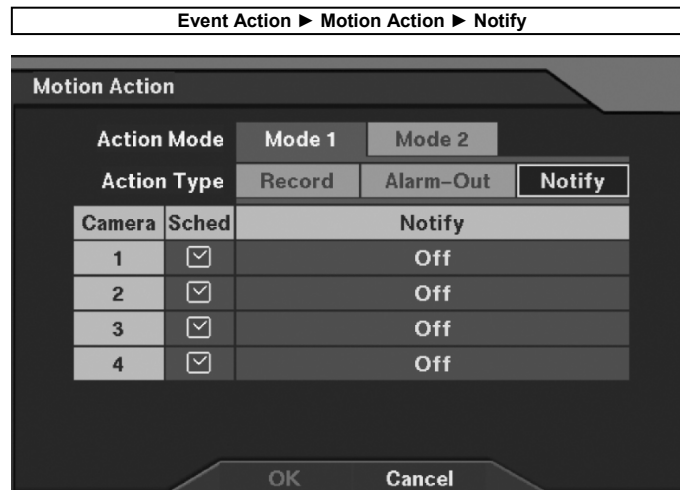 Event Action ► Motion Action ► Notify
Motion Action
Action Mode Mode 1 Mode 2
Action Type Record Alarm-Out Notify
Camera Sched Notify
1 Off
2 Off
3 Off
4 Off
OK Cancel